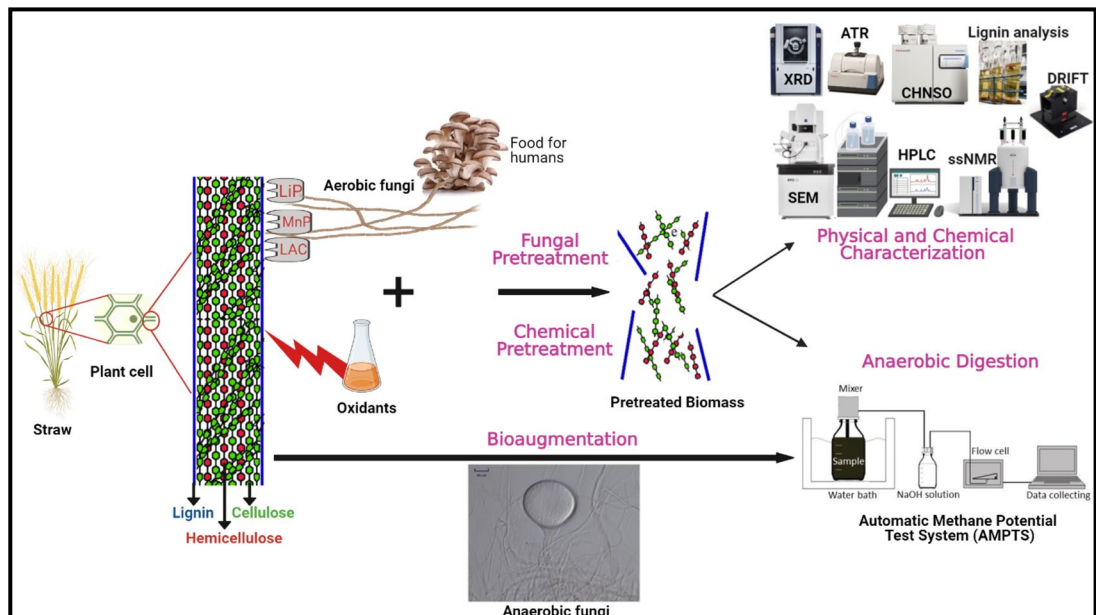 ATR
Lignin analysis
XRD
CHNSO
DRIFT
Food for
humans
Aerobic fungi
LiP
MnP
LAC
HPLC
ssNMR
SEM
Fungal
Pretreatment
Physical and Chemical
Characterization
Chemical
Pretreatment
Plant cell
Oxidants
Pretreated Biomass
Straw
Anaerobic Digestion
Mixer
Bioaugmentation
Sample
Flow cell
Water bath
NaOH solution
Data collecting
Lignin
Cellulose
Hemicellulose
Automatic Methane Potential
Test System (AMPTS)
Anaerobic fungi